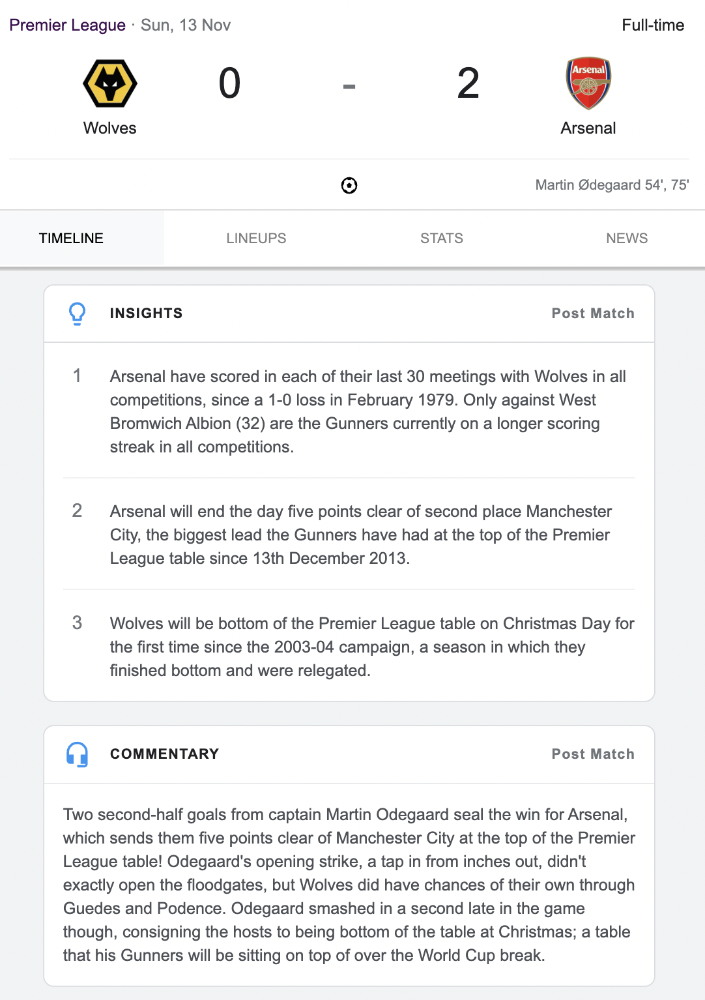 Premier League · Sun, 13 Nov Full-time
0 - 2
Arsenal
Wolves Arsenal
Martin Ødegaard 54', 75'
TIMELINE LINEUPS STATS NEWS
INSIGHTS Post Match
1 Arsenal have scored in each of their last 30 meetings with Wolves in all
competitions, since a 1-0 loss in February 1979. Only against West
Bromwich Albion (32) are the Gunners currently on a longer scoring
streak in all competitions.
2 Arsenal will end the day five points clear of second place Manchester
City, the biggest lead the Gunners have had at the top of the Premier
League table since 13th December 2013.
3 Wolves will be bottom of the Premier League table on Christmas Day for
the first time since the 2003-04 campaign, a season in which they
finished bottom and were relegated.
COMMENTARY Post Match
Two second-half goals from captain Martin Odegaard seal the win for Arsenal,
which sends them five points clear of Manchester City at the top of the Premier
League table! Odegaard's opening strike, a tap in from inches out, didn't
exactly open the floodgates, but Wolves did have chances of their own through
Guedes and Podence. Odegaard smashed in a second late in the game
though, consigning the hosts to being bottom of the table at Christmas; a table
that his Gunners will be sitting on top of over the World Cup break.